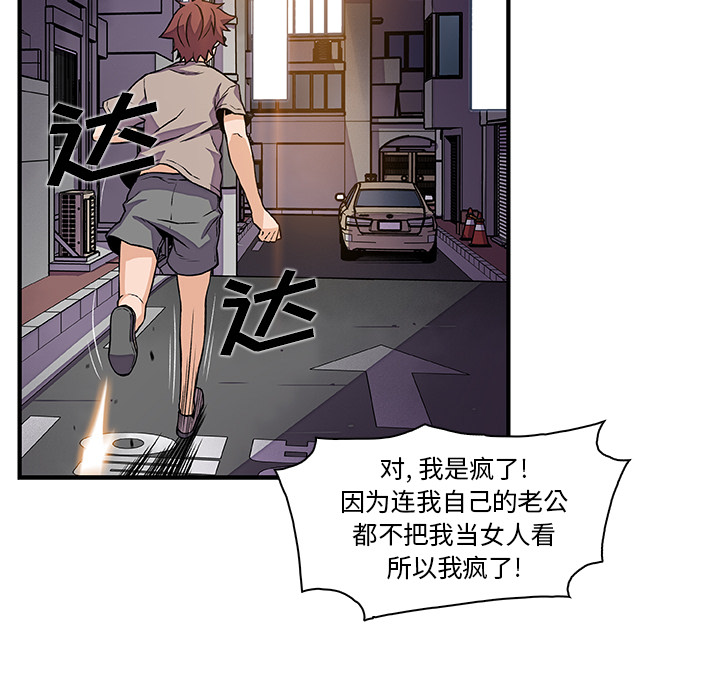 达
达
对, 我是疯了!
因为连我自己的老公
都不把我当女人看
所以我疯了!